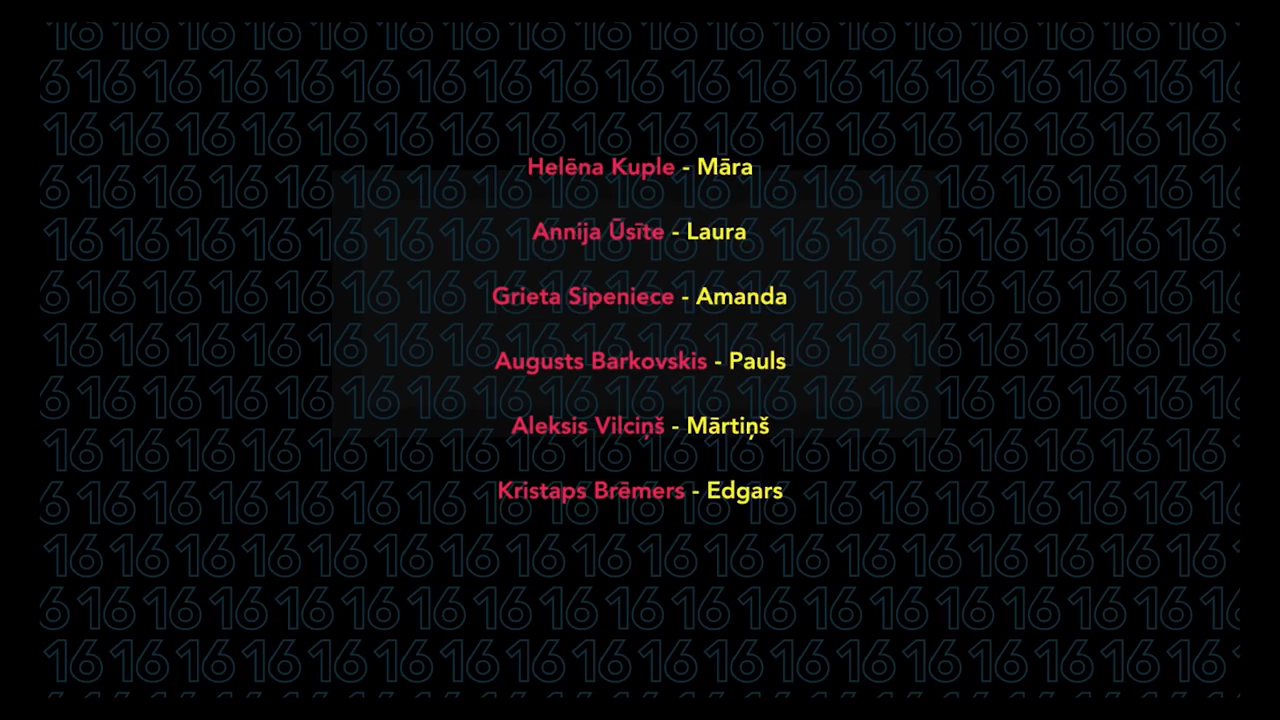 Helēna Kuple - Māra
Annija Ūsīte - Laura
Grieta Sipeniece - Amanda
Augusts Barkovskis - Pauls
Aleksis Vilciņš - Mārtiņš
Kristaps Brēmers - Edgars